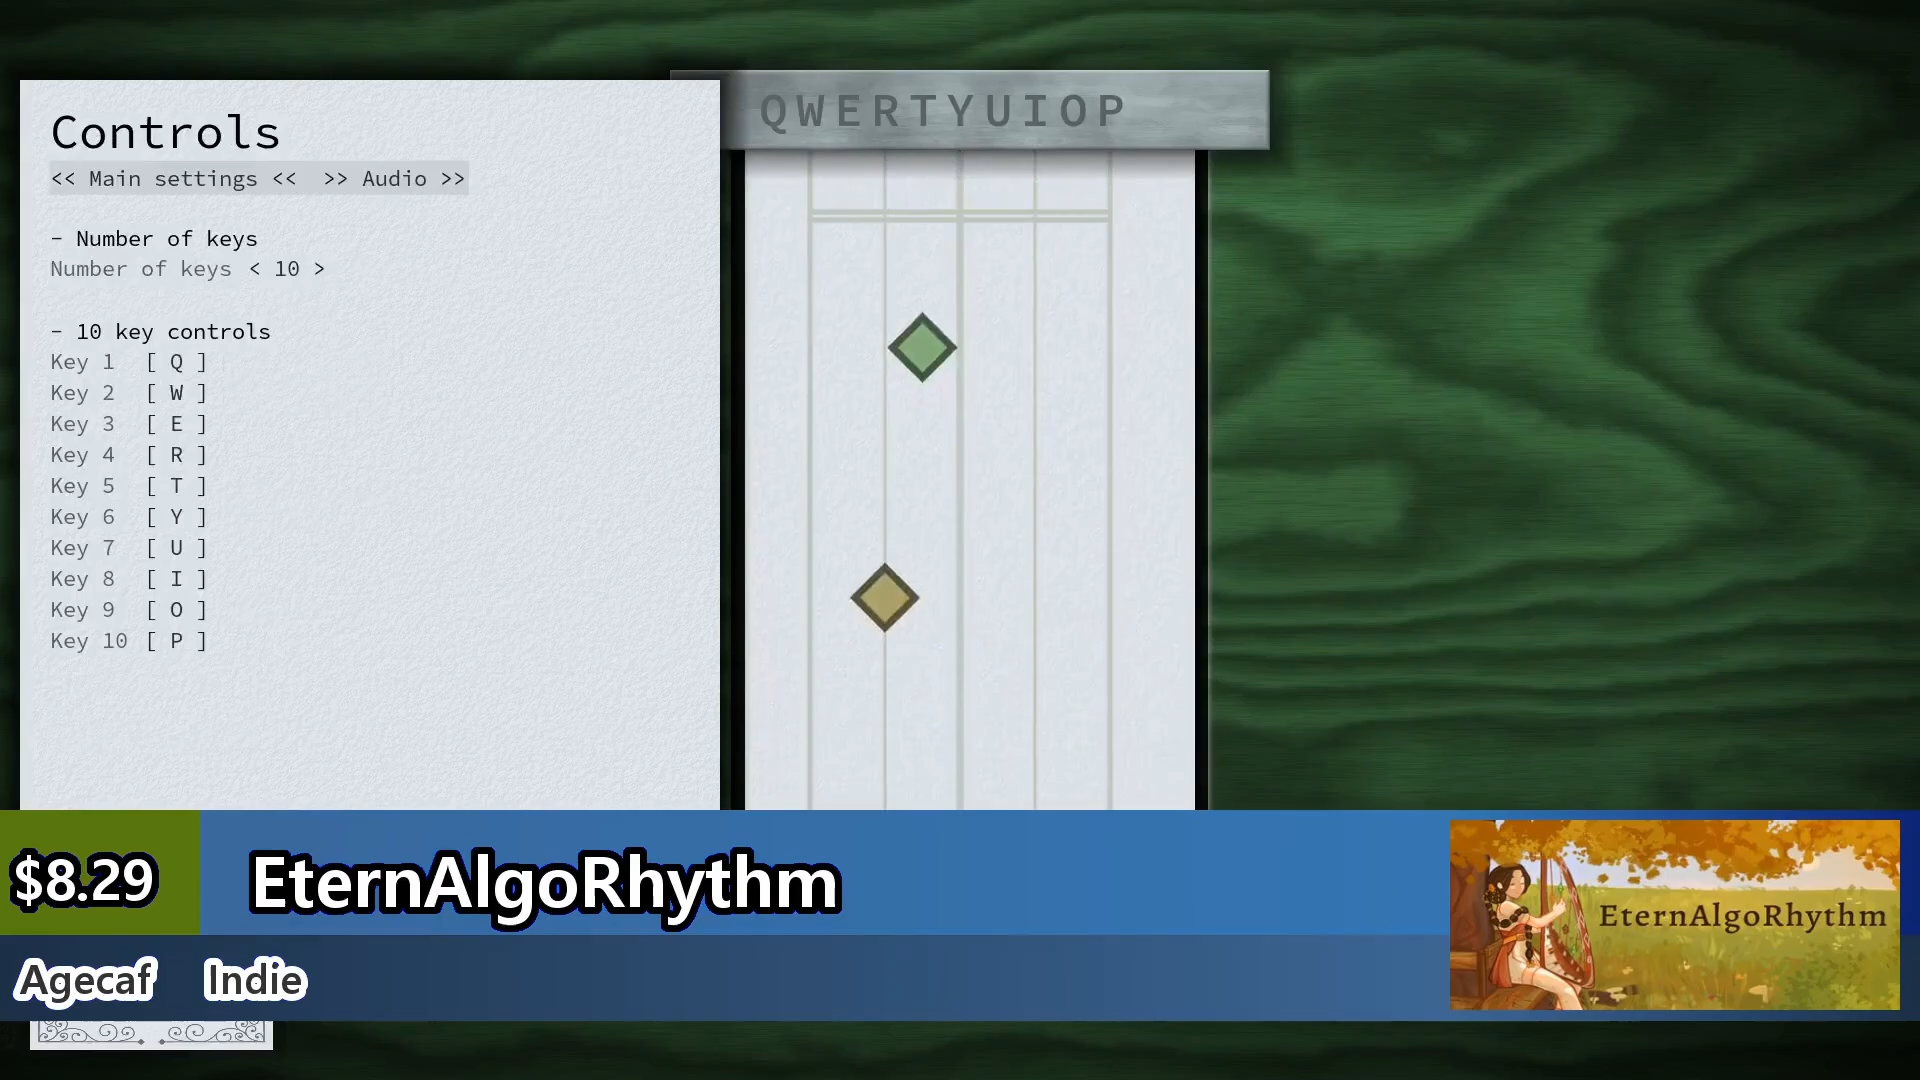 Controls
<< Main settings <<  >> Audio >>
- Number of keys
Number of keys < 10 >
- 10 key controls
Key 1 [ Q ]
Key 2 [ W ]
Key 3 [ E ]
Key 4 [ R ]
Key 5 [ T ]
Key 6 [ Y ]
Key 7 [ U ]
Key 8 [ I ]
Key 9 [ O ]
Key 10 [ P ]
QWERTYUIOP
$8.29
EternAlgoRhythm
Agecaf Indie
EternAlgoRhythm